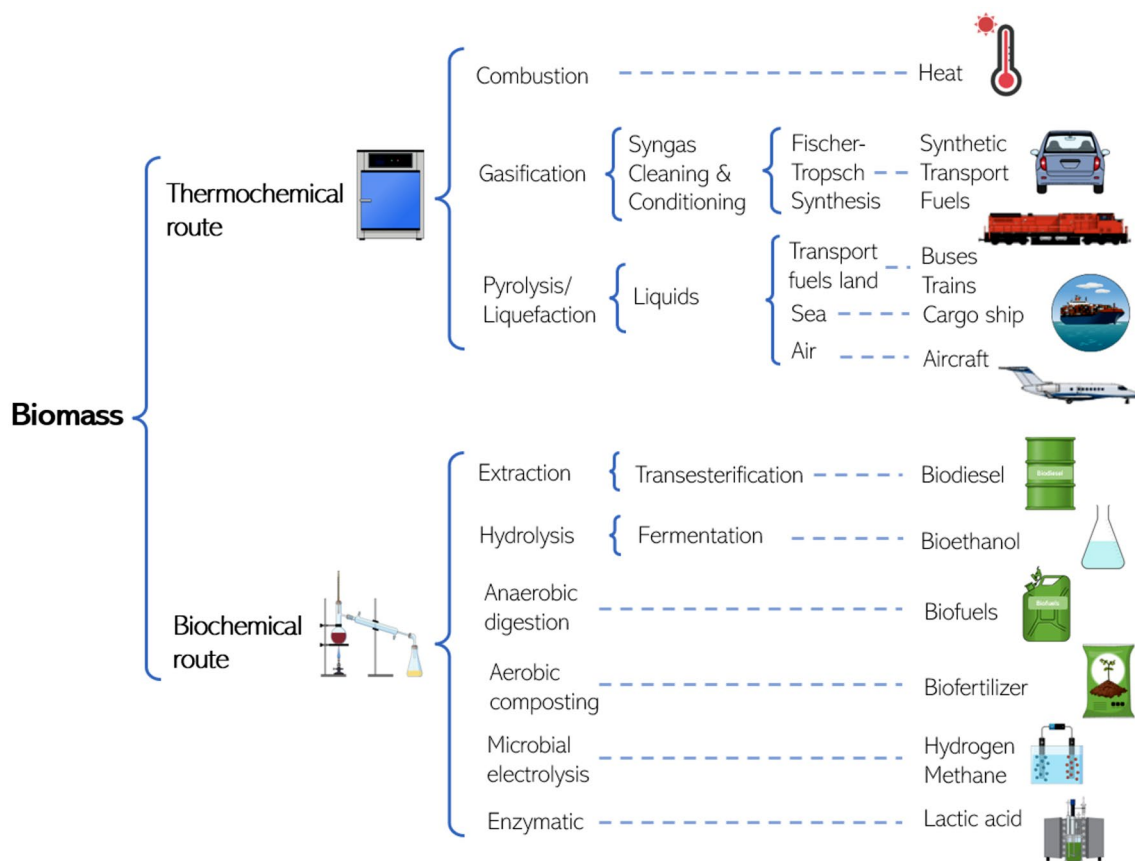 Biomass
Thermochemical
route
Combustion
Heat
Gasification
Syngas
Cleaning &
Conditioning
Fischer-
Tropsch
Synthesis
Synthetic
Transport
Fuels
Pyrolysis/
Liquefaction
Liquids
Transport
fuels land
Buses
Trains
Sea
Cargo ship
Air
Aircraft
Biochemical
route
Extraction
Transesterification
Biodiesel
Biodiesel
Hydrolysis
Fermentation
Bioethanol
Anaerobic
digestion
Biofuels
Biofuels
Aerobic
composting
Biofertilizer
Microbial
electrolysis
Hydrogen
Methane
Enzymatic
Lactic acid